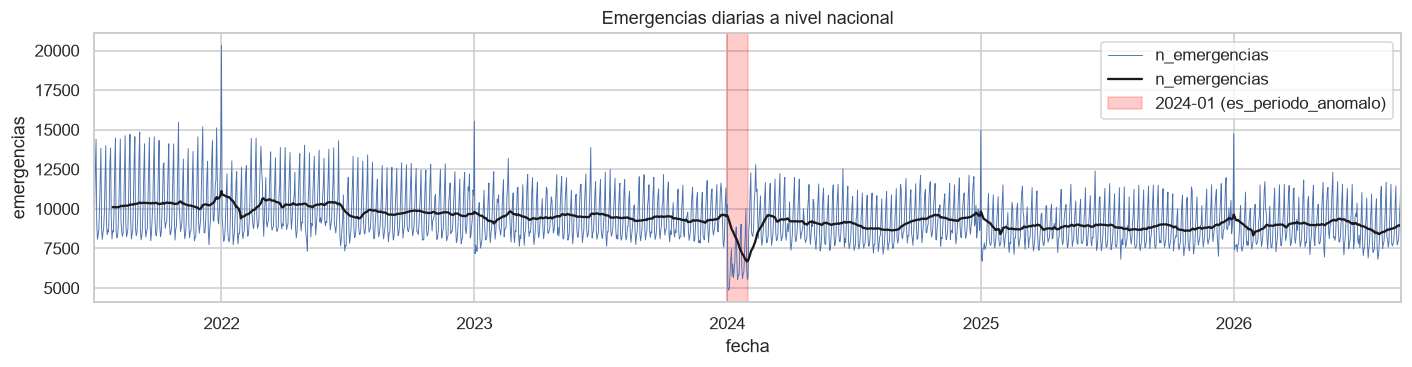 Emergencias diarias a nivel nacional
n_emergencias
n_emergencias
2024-01 (es_periodo_anomalo)
emergencias
20000
17500
15000
12500
10000
7500
5000
2022
2023
2024
2025
2026
fecha